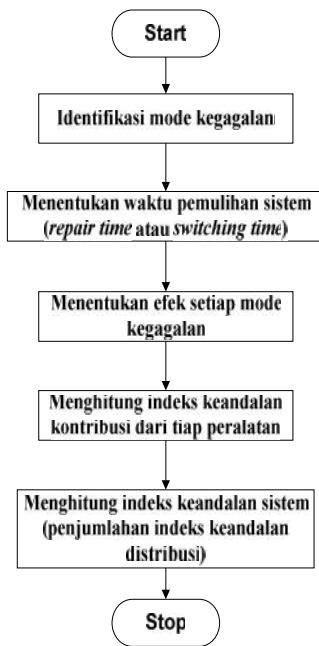 Start
Identifikasi mode kegagalan
Menentukan waktu pemulihan sistem
(repair time atau switching time)
Menentukan efek setiap mode
kegagalan
Menghitung indeks keandalan
kontribusi dari tiap peralatan
Menghitung indeks keandalan sistem
(penjumlahan indeks keandalan
distribusi)
Stop